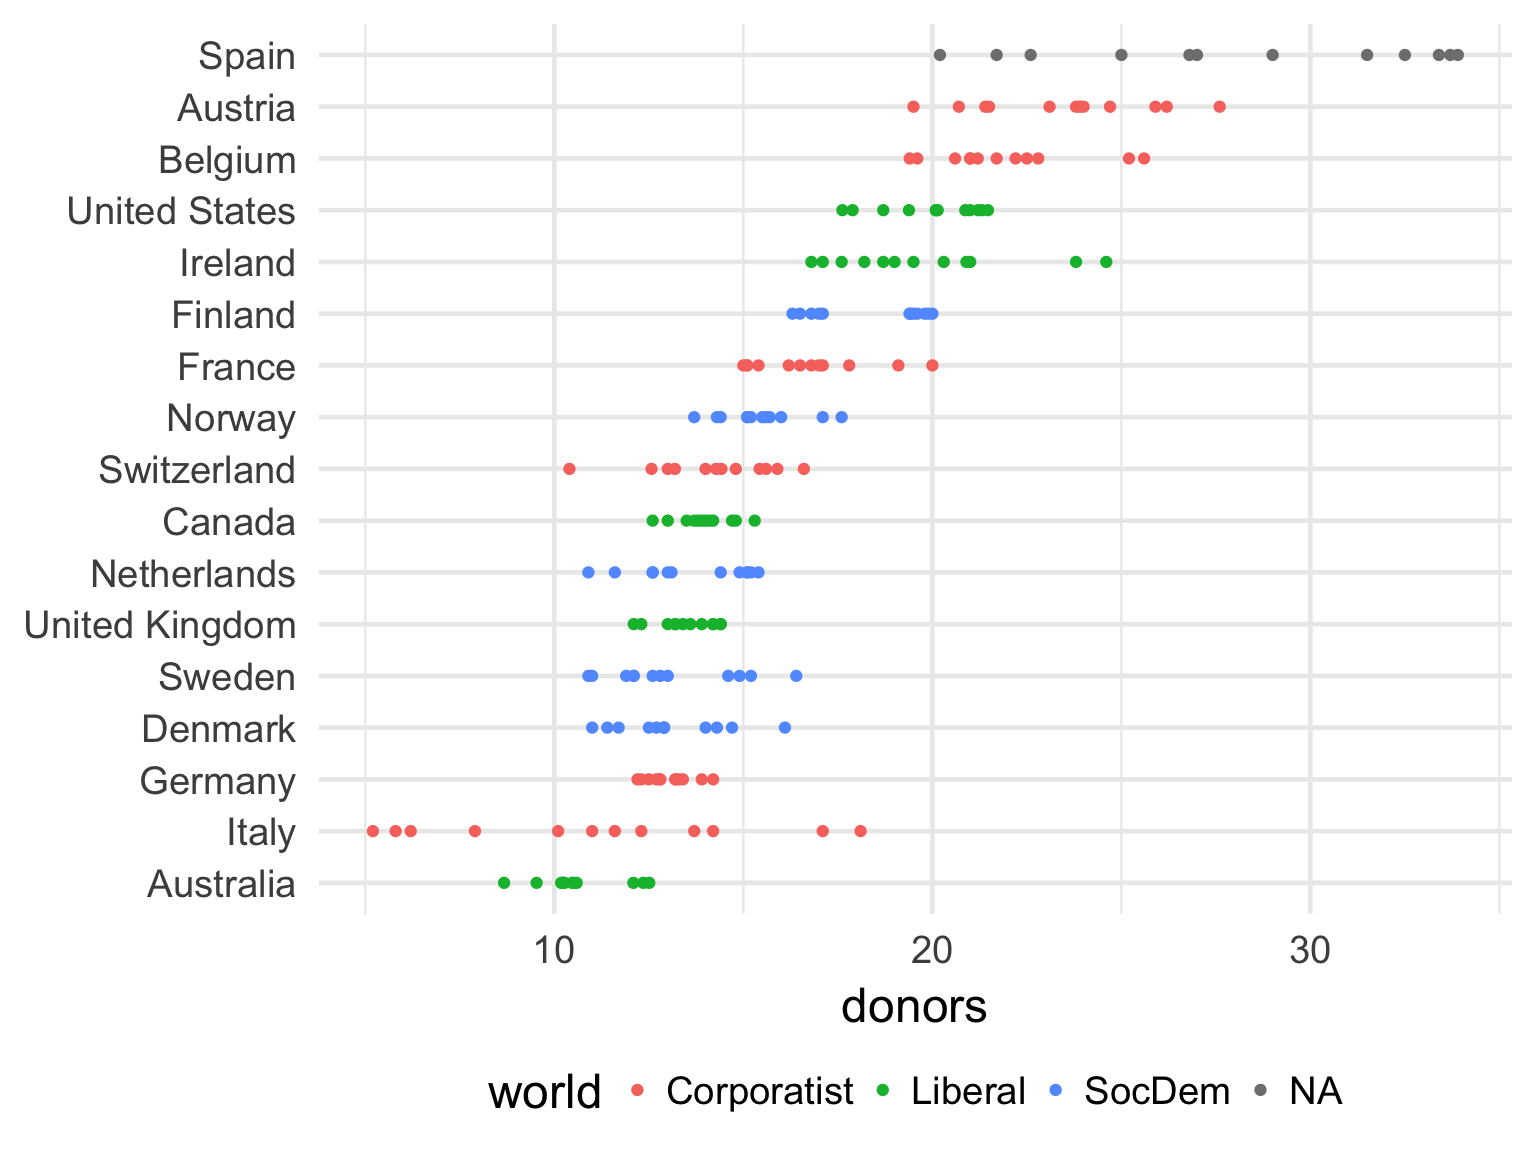 Spain
Austria
Belgium
United States
Ireland
Finland
France
Norway
Switzerland
Canada
Netherlands
United Kingdom
Sweden
Denmark
Germany
Italy
Australia
10 20 30
donors
world Corporatist Liberal SocDem NA